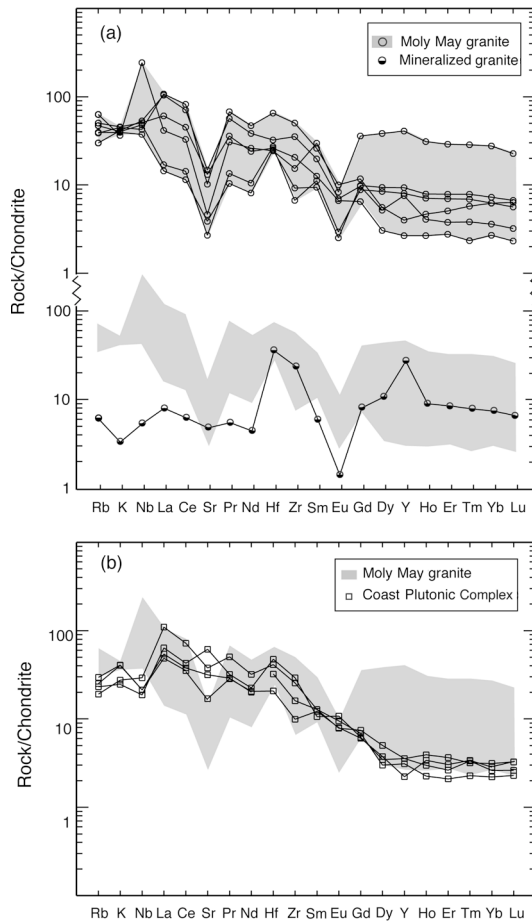 (a)
Moly May granite
Mineralized granite
100
10
1
100
10
1
Rock/Chondrite
Rb K Nb La Ce Sr Pr Nd Hf Zr Sm Eu Gd Dy Y Ho Er Tm Yb Lu
(b)
Moly May granite
Coast Plutonic Complex
100
10
1
Rock/Chondrite
Rb K Nb La Ce Sr Pr Nd Hf Zr Sm Eu Gd Dy Y Ho Er Tm Yb Lu